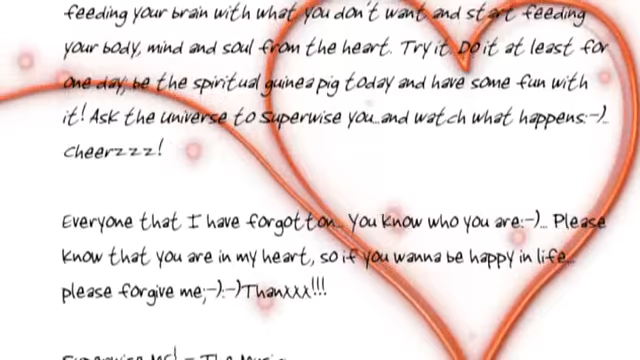 feeding your brain with what you don't want and start feeding
your body, mind and soul from the heart. Try it. Do it at least for
one day, be the spiritual guinea pig today and have some fun with
it! Ask the universe to superwise you...and watch what happens:-)...
Cheerzzz!
Everyone that I have forgotton... You know who you are:-)... Please
know that you are in my heart, so if you wanna be happy in life...
please forgive me;-):-)Thanxxx!!!
Superwise Me! - The Music